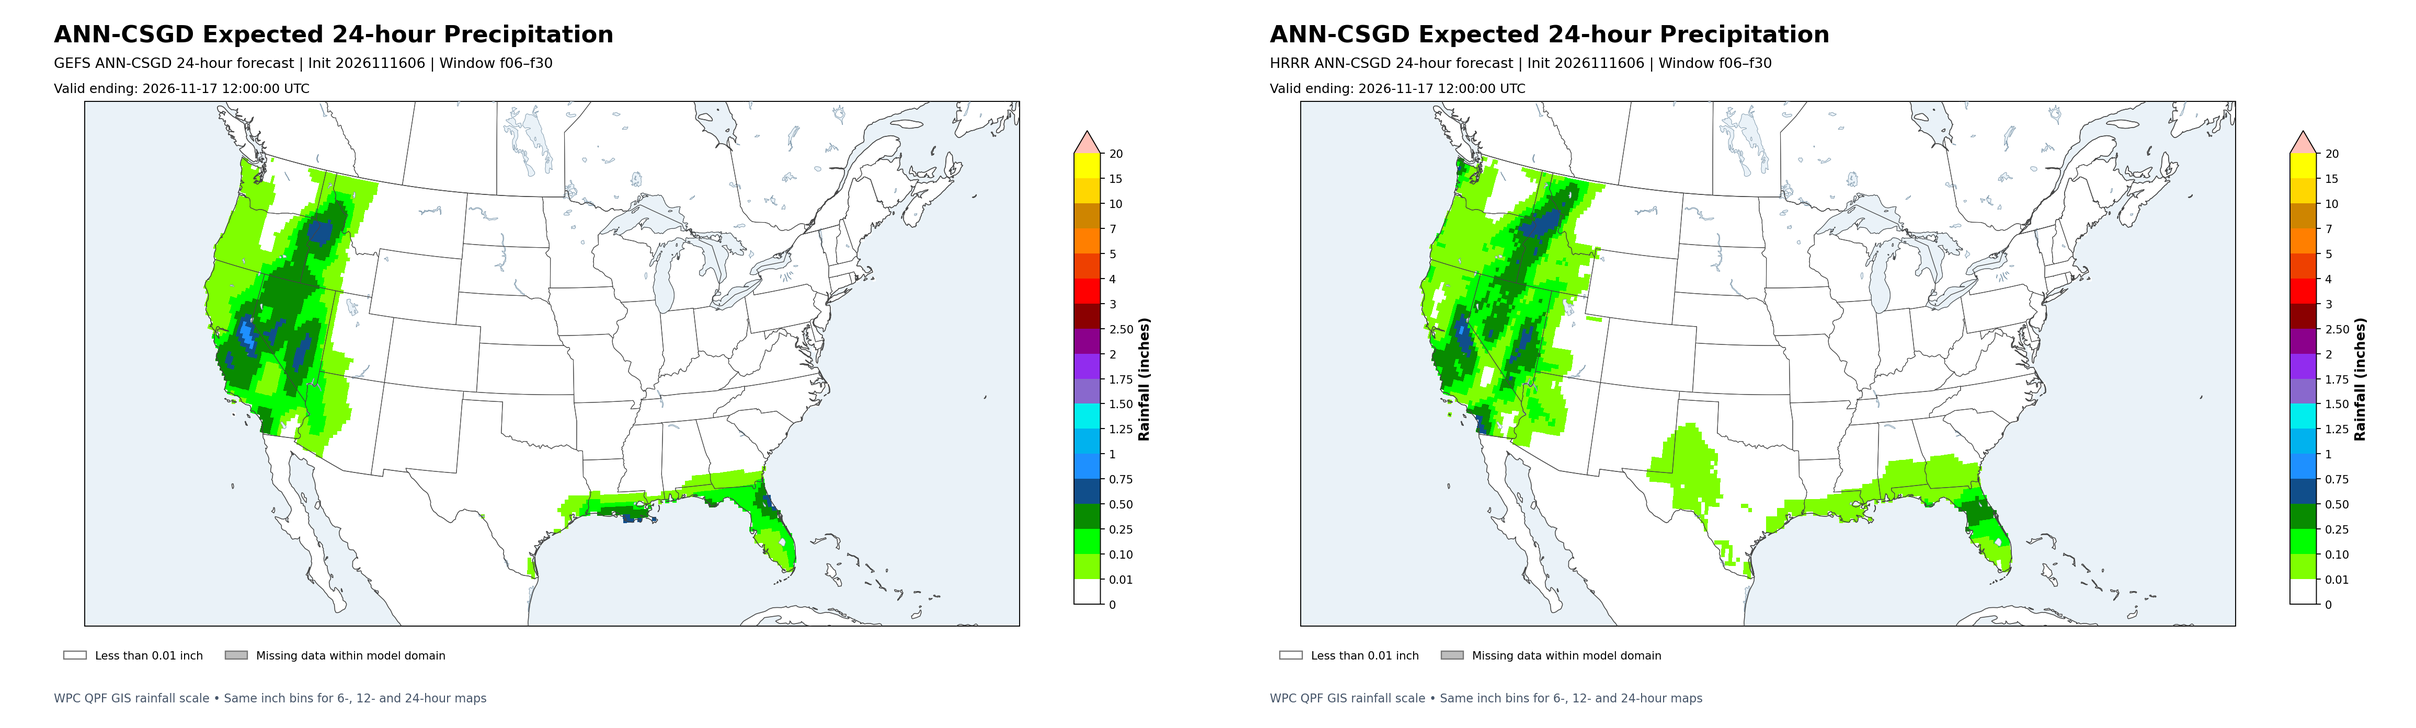 ANN-CSGD Expected 24-hour Precipitation
GEFS ANN-CSGD 24-hour forecast | Init 2026111606 | Window f06–f30
Valid ending: 2026-11-17 12:00:00 UTC
20
15
10
7
5
4
3
2.50
2
1.75
1.50
1.25
1
0.75
0.50
0.25
0.10
0.01
0
Rainfall (inches)
Less than 0.01 inch
Missing data within model domain
WPC QPF GIS rainfall scale • Same inch bins for 6-, 12- and 24-hour maps
ANN-CSGD Expected 24-hour Precipitation
HRRR ANN-CSGD 24-hour forecast | Init 2026111606 | Window f06–f30
Valid ending: 2026-11-17 12:00:00 UTC
20
15
10
7
5
4
3
2.50
2
1.75
1.50
1.25
1
0.75
0.50
0.25
0.10
0.01
0
Rainfall (inches)
Less than 0.01 inch
Missing data within model domain
WPC QPF GIS rainfall scale • Same inch bins for 6-, 12- and 24-hour maps